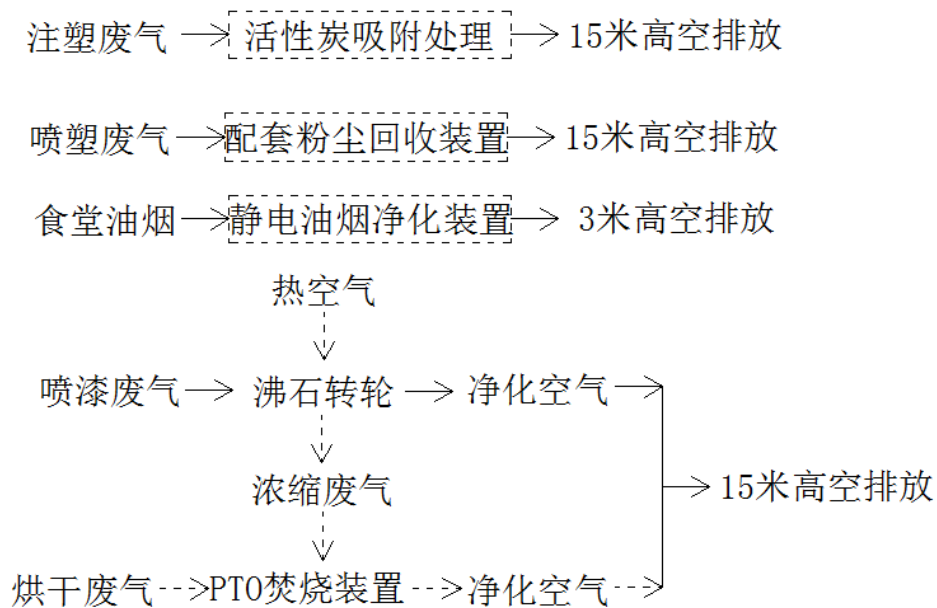 注塑废气 活性炭吸附处理 15米高空排放
喷塑废气 配套粉尘回收装置 15米高空排放
食堂油烟 静电油烟净化装置 3米高空排放
热空气
喷漆废气 沸石转轮 净化空气
浓缩废气 15米高空排放
烘干废气 PTO焚烧装置 净化空气